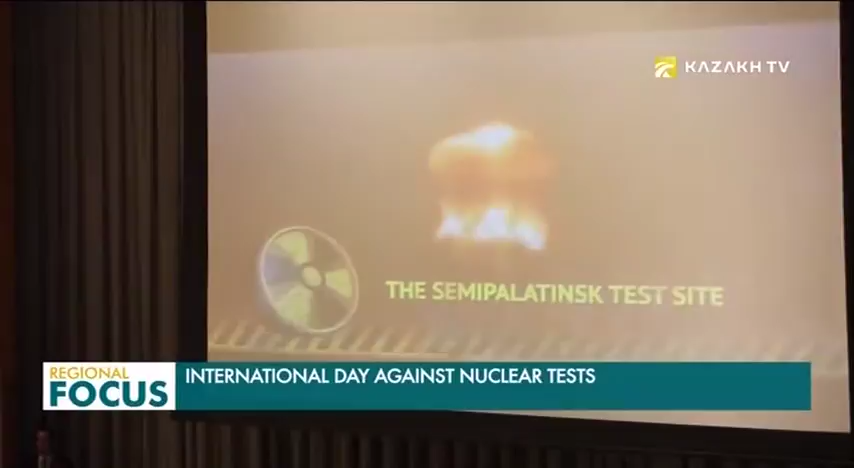 KAZAKH TV
THE SEMIPALATINSK TEST SITE
REGIONAL
FOCUS
INTERNATIONAL DAY AGAINST NUCLEAR TESTS